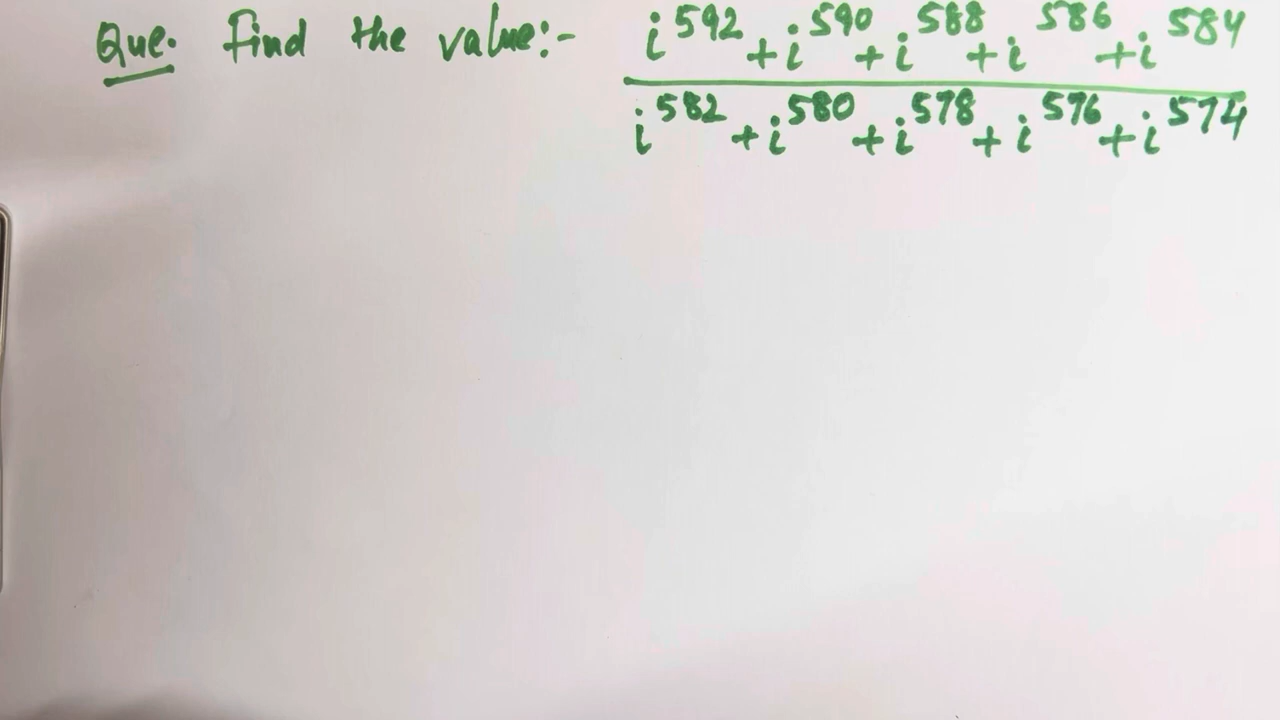 Que. Find the value:- i^592 + i^590 + i^588 + i^586 + i^584
i^582 + i^580 + i^578 + i^576 + i^574